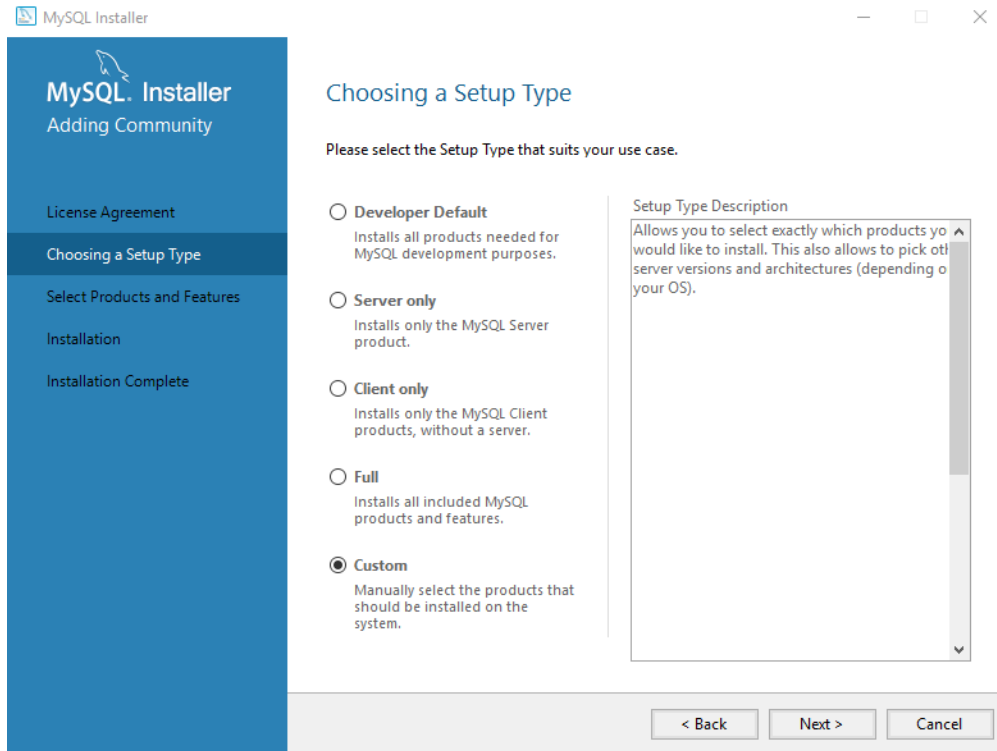 MySQL Installer
MySQL. Installer
Adding Community
License Agreement
Choosing a Setup Type
Select Products and Features
Installation
Installation Complete
Choosing a Setup Type
Please select the Setup Type that suits your use case.
Developer Default
Installs all products needed for
MySQL development purposes.
Server only
Installs only the MySQL Server
product.
Client only
Installs only the MySQL Client
products, without a server.
Full
Installs all included MySQL
products and features.
Custom
Manually select the products that
should be installed on the
system.
Setup Type Description
Allows you to select exactly which products yo
would like to install. This also allows to pick oth
server versions and architectures (depending o
your OS).
< Back
Next >
Cancel